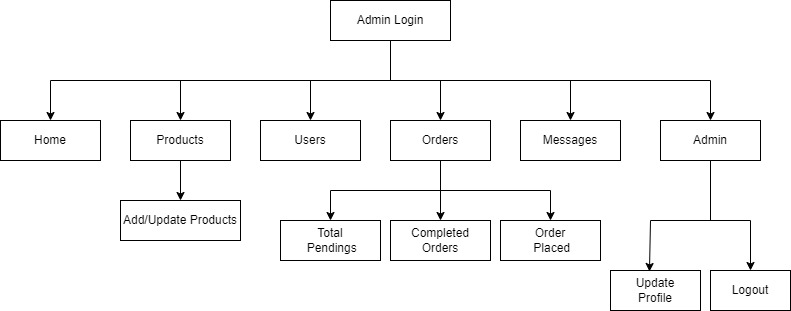 Admin Login
Home
Products
Users
Orders
Messages
Admin
Add/Update Products
Total
Pendings
Completed
Orders
Order
Placed
Update
Profile
Logout